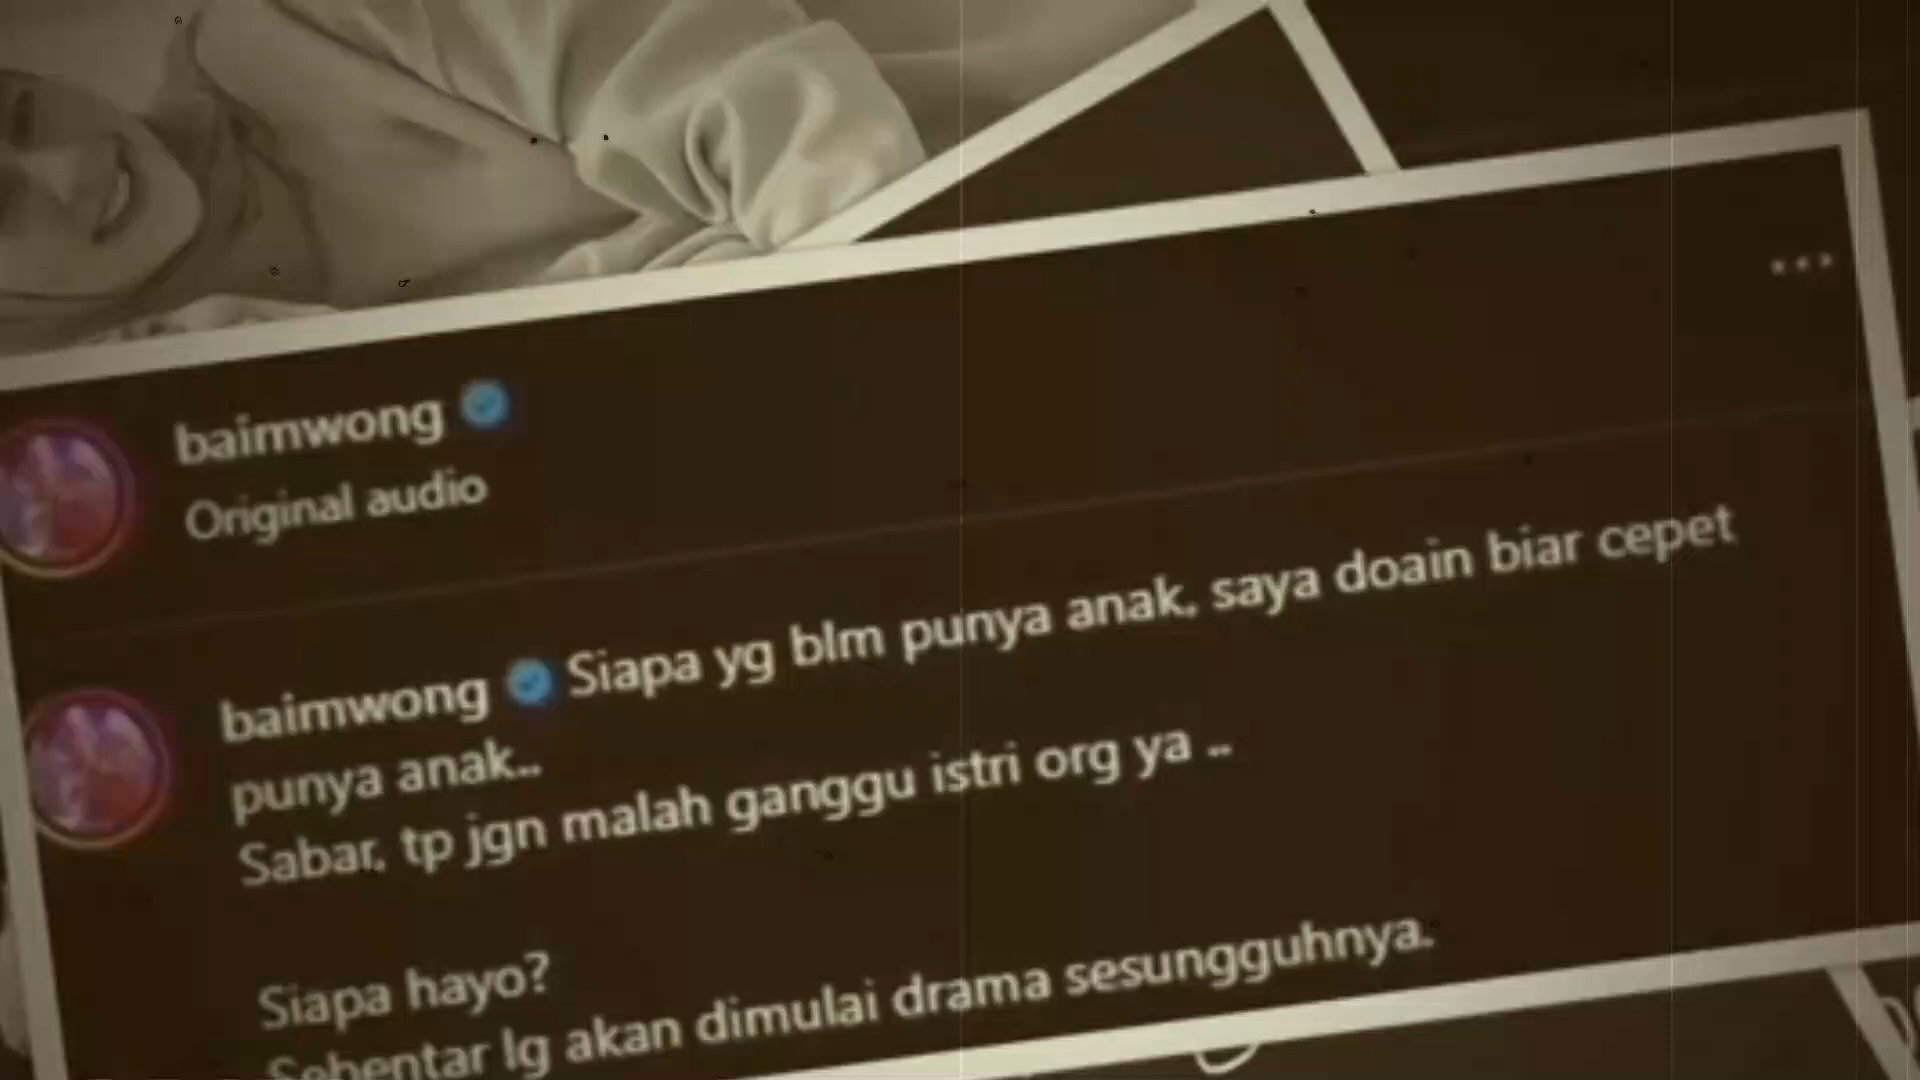 baimwong
Original audio
baimwong Siapa yg blm punya anak, saya doain biar cepet
punya anak..
Sabar, tp jgn malah ganggu istri org ya ..
Siapa hayo?
Sebentar lg akan dimulai drama sesungguhnya.